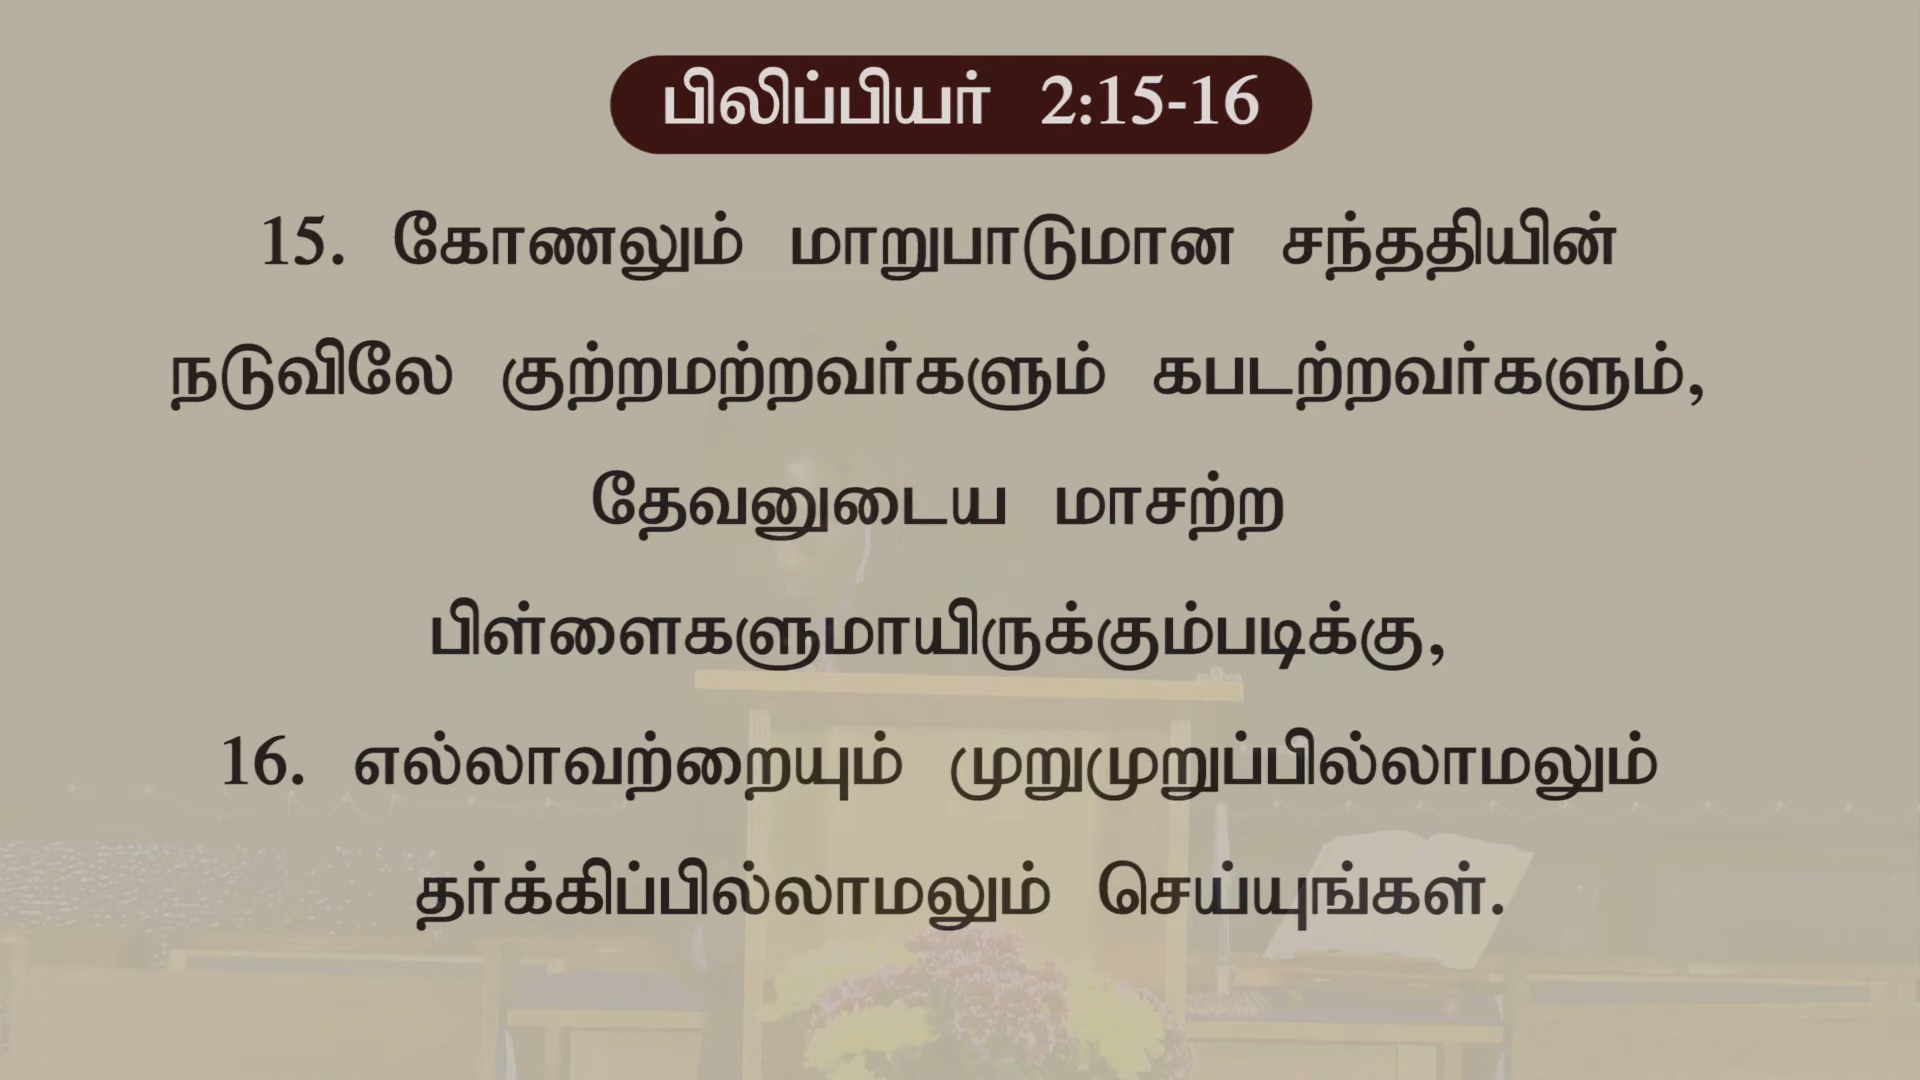 பிலிப்பியர் 2:15-16
15. கோணலும் மாறுபாடுமான சந்ததியின்
நடுவிலே குற்றமற்றவர்களும் கபடற்றவர்களும்,
தேவனுடைய மாசற்ற
பிள்ளைகளுமாயிருக்கும்படிக்கு,
16. எல்லாவற்றையும் முறுமுறுப்பில்லாமலும்
தர்க்கிப்பில்லாமலும் செய்யுங்கள்.